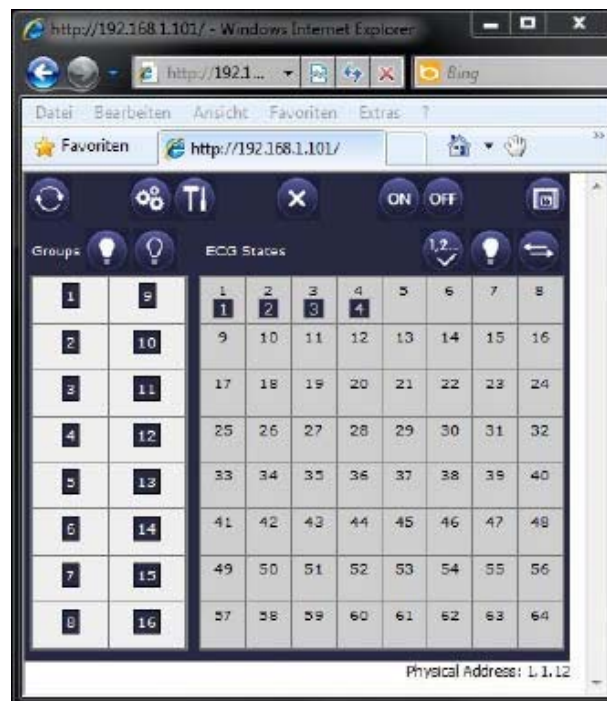 http://192.168.1.101/ - Windows Internet Explorer
http://192.1... Bing
Datei Bearbeiten Ansicht Favoriten Extras ?
Favoriten http://192.168.1.101/
ON OFF
Groups ECG States 1,2...
1 9 1 2 3 4 5 6 7 8
1 2 3 4
2 10 9 10 11 12 13 14 15 16
3 11 17 18 19 20 21 22 23 24
4 12 25 26 27 28 29 30 31 32
5 13 33 34 35 36 37 38 39 40
6 14 41 42 43 44 45 46 47 48
7 15 49 50 51 52 53 54 55 56
8 16 57 58 59 60 61 62 63 64
Physical Address: 1.1.12